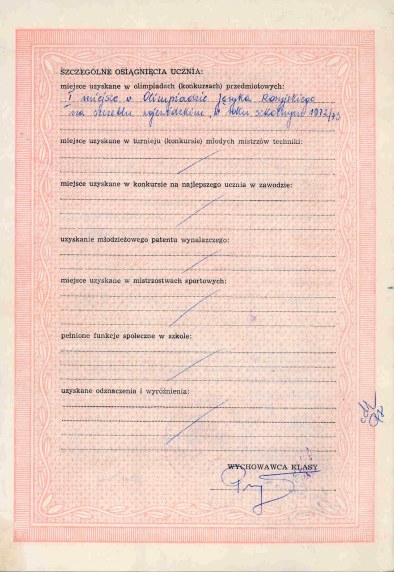 SZCZEGÓLNE OSIĄGNIĘCIA UCZNIA:
miejsce uzyskane w olimpiadach (konkursach) przedmiotowych:
I miejsce w Olimpiadzie Języka Rosyjskiego
na szczeblu wojewódzkim, w roku szkolnym 1972/73
miejsce uzyskane w turnieju (konkursie) młodych mistrzów techniki:
miejsce uzyskane w konkursie na najlepszego ucznia w zawodzie:
uzyskanie młodzieżowego patentu wynalazczego:
miejsce uzyskane w mistrzostwach sportowych:
pełnione funkcje społeczne w szkole:
uzyskane odznaczenia i wyróżnienia:
WYCHOWAWCA KLASY